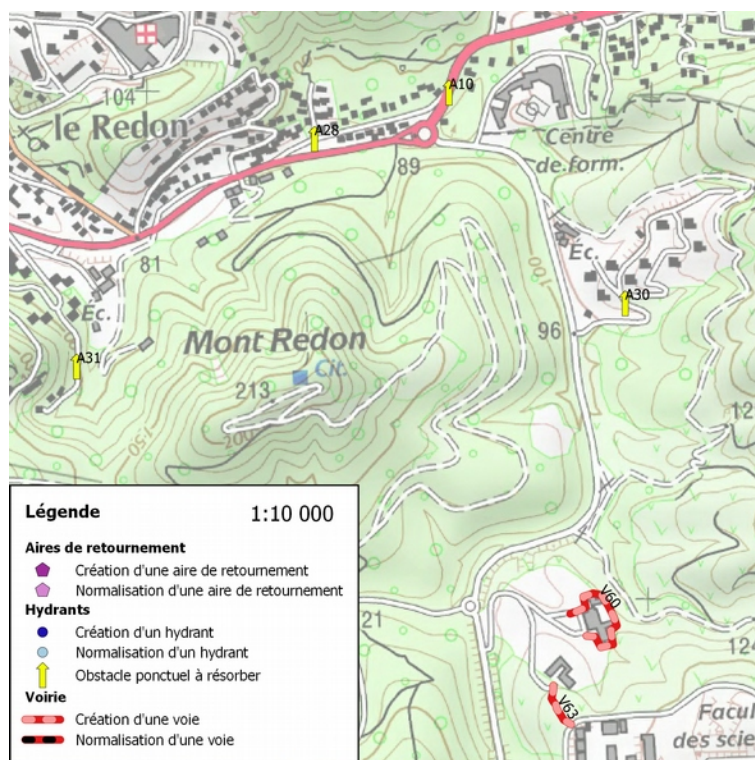 104
A10
le Redon
A28
Centre
de form.
89
100
81
Éc.
Éc.
A30
96
Mont Redon
Cit.
A31
213
200
150
12
Légende 1:10 000
Aires de retournement
Création d'une aire de retournement
Normalisation d'une aire de retournement
Hydrants
Création d'un hydrant
Normalisation d'un hydrant
Obstacle ponctuel à résorber
Voirie
Création d'une voie
Normalisation d'une voie
21
V60
124
V63
Facul
des scie